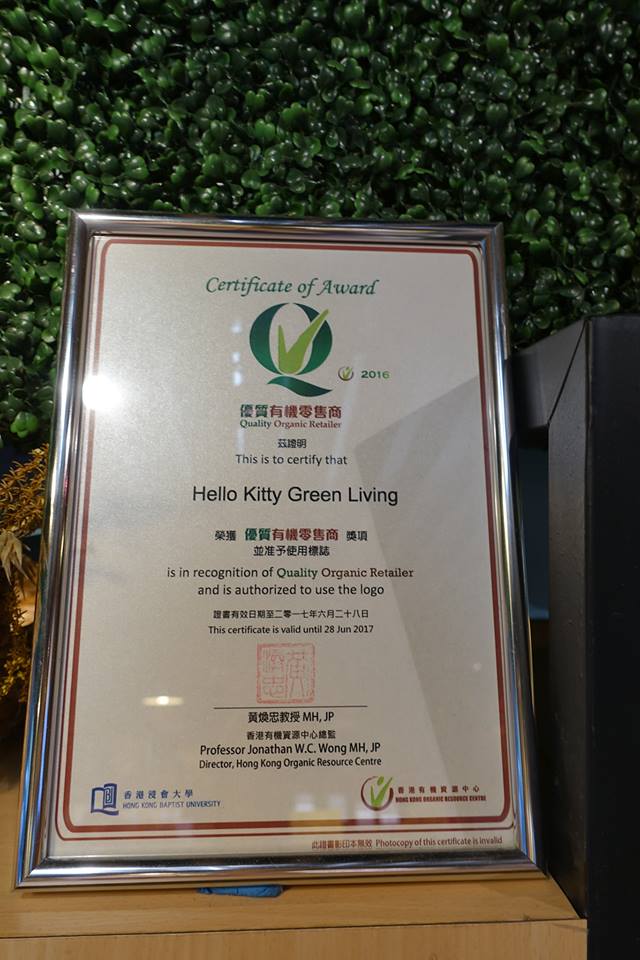 Certificate of Award
2016
優質有機零售商
Quality Organic Retailer
茲證明
This is to certify that
Hello Kitty Green Living
榮獲 優質有機零售商 獎項
並准予使用標誌
is in recognition of Quality Organic Retailer
and is authorized to use the logo
證書有效日期至二零一七年六月二十八日
This certificate is valid until 28 Jun 2017
黃煥忠教授 MH, JP
香港有機資源中心總監
Professor Jonathan W.C. Wong MH, JP
Director, Hong Kong Organic Resource Centre
香港浸會大學
HONG KONG BAPTIST UNIVERSITY
香港有機資源中心
HONG KONG ORGANIC RESOURCE CENTRE
此證書影印本無效 Photocopy of this certificate is invalid